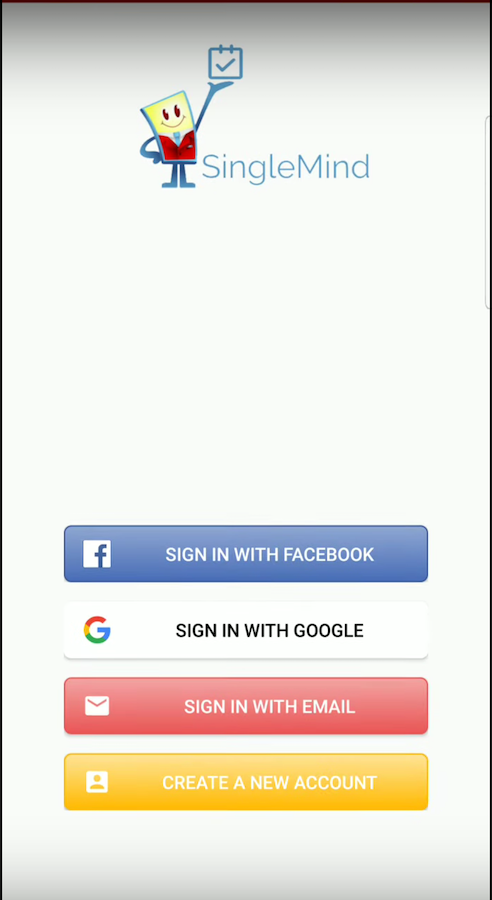 SingleMind
SIGN IN WITH FACEBOOK
SIGN IN WITH GOOGLE
SIGN IN WITH EMAIL
CREATE A NEW ACCOUNT